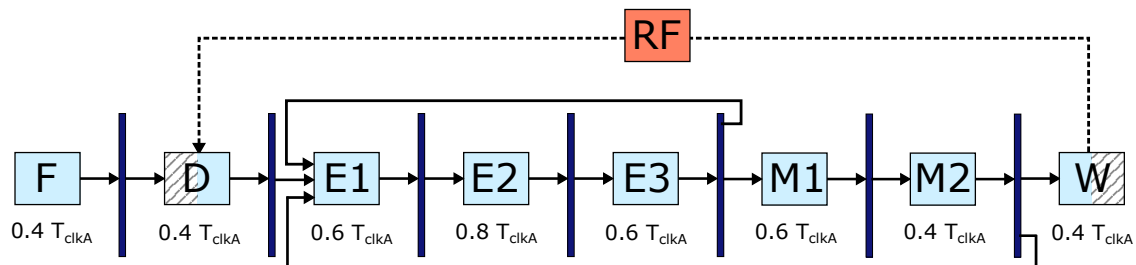 RF
F D E1 E2 E3 M1 M2 W
0.4 TclkA 0.4 TclkA 0.6 TclkA 0.8 TclkA 0.6 TclkA 0.6 TclkA 0.4 TclkA 0.4 TclkA